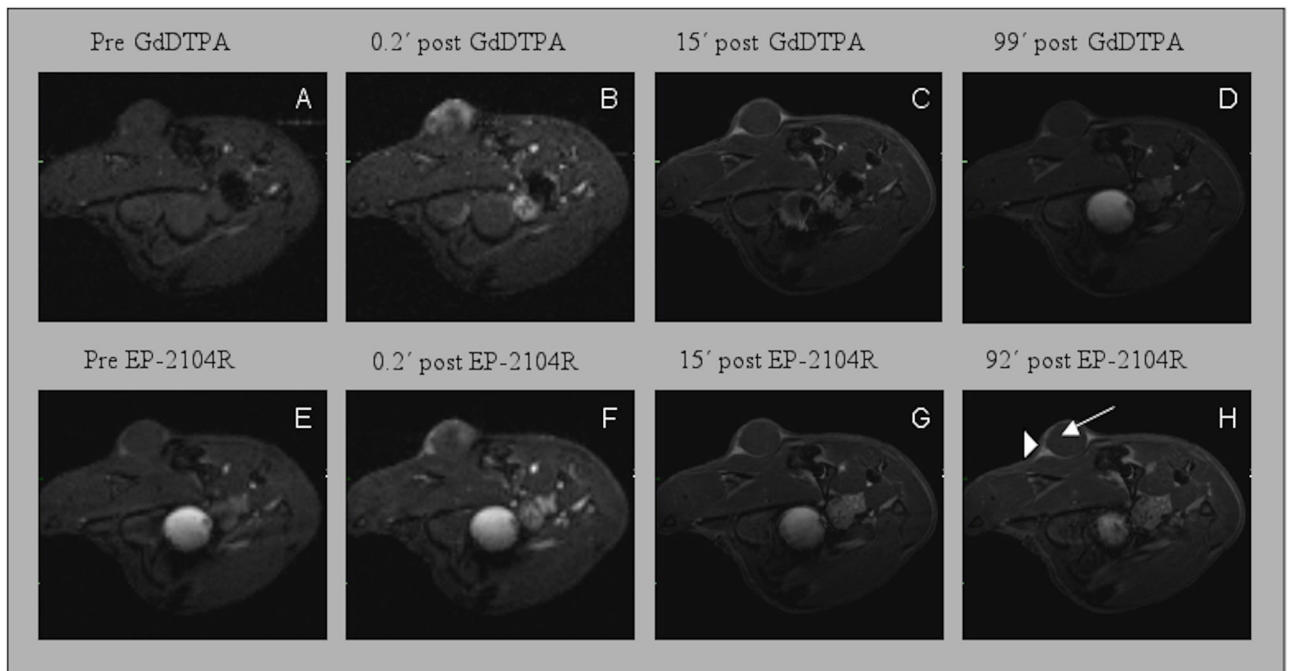 Pre GdDTPA 0.2´ post GdDTPA 15´ post GdDTPA 99´ post GdDTPA
A B C D
Pre EP-2104R 0.2´ post EP-2104R 15´ post EP-2104R 92´ post EP-2104R
E F G H